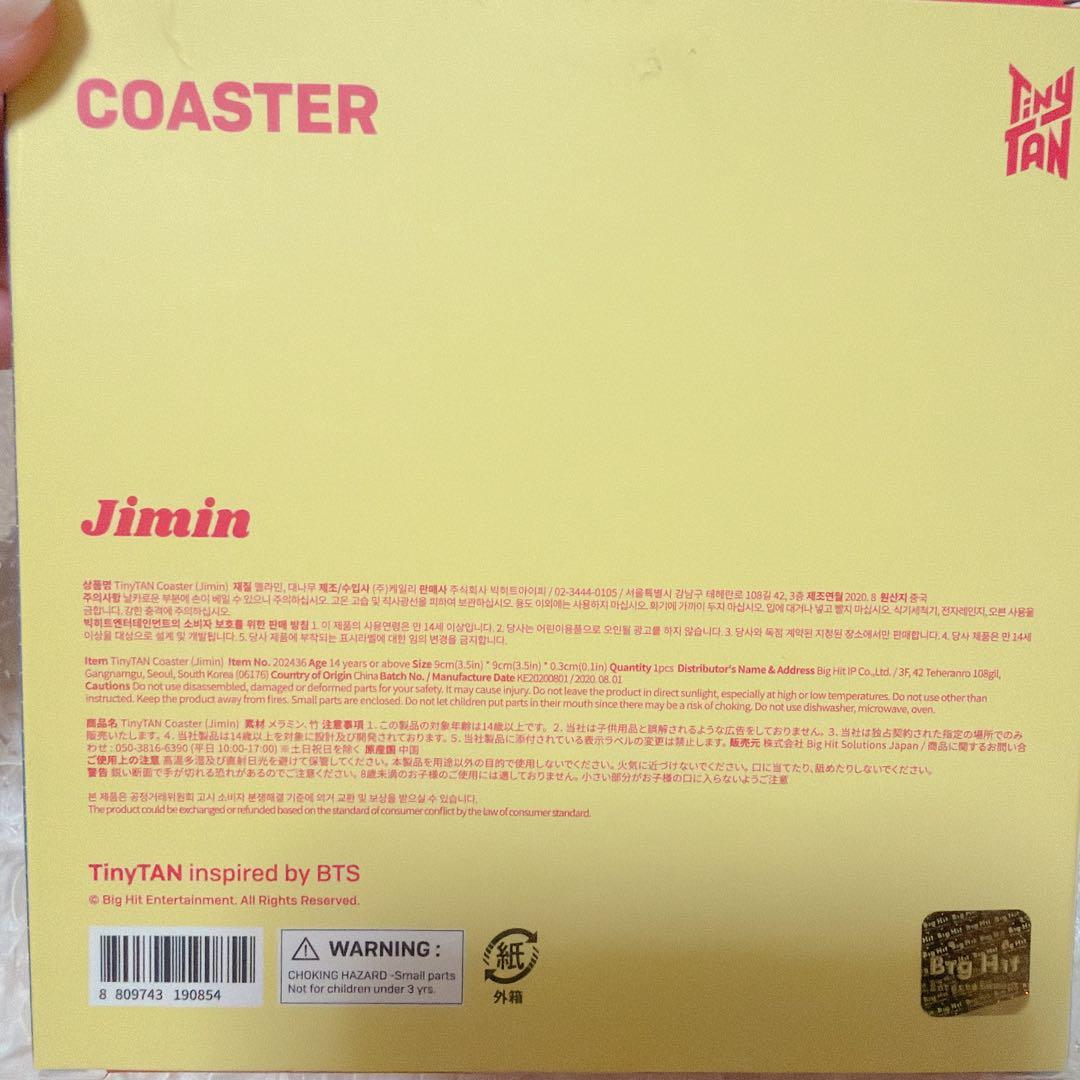 COASTER
TiNY
TAN
Jimin
상품명 TinyTAN Coaster (Jimin) 재질 멜라민, 대나무 제조/수입사 (주)케일리 판매사 주식회사 빅히트아이피 / 02-3444-0105 / 서울특별시 강남구 테헤란로 108길 42, 3층 제조연월 2020. 8 원산지 중국
주의사항 날카로운 부분에 손이 베일 수 있으니 주의하십시오. 고온 고습 및 직사광선을 피하여 보관하십시오. 용도 이외에는 사용하지 마십시오. 화기에 가까이 두지 마십시오. 입에 대거나 넣고 빨지 마십시오. 식기세척기, 전자레인지, 오븐 사용을
금합니다. 강한 충격에 주의하십시오.
빅히트엔터테인먼트의 소비자 보호를 위한 판매 방침 1. 이 제품의 사용연령은 만 14세 이상입니다. 2. 당사는 어린이용품으로 오인될 광고를 하지 않습니다. 3. 당사와 독점 계약된 지정된 장소에서만 판매합니다. 4. 당사 제품은 만 14세
이상을 대상으로 설계 및 개발됩니다. 5. 당사 제품에 부착되는 표시라벨에 대한 임의 변경을 금지합니다.
Item TinyTAN Coaster (Jimin) Item No. 202436 Age 14 years or above Size 9cm(3.5in) * 9cm(3.5in) * 0.3cm(0.1in) Quantity 1pcs Distributor's Name & Address Big Hit IP Co.,Ltd. / 3F, 42 Teheranro 108gil,
Gangnamgu, Seoul, South Korea (06176) Country of Origin China Batch No. / Manufacture Date KE20200801 / 2020. 08. 01
Cautions Do not use disassembled, damaged or deformed parts for your safety. It may cause injury. Do not leave the product in direct sunlight, especially at high or low temperatures. Do not use other than
instructed. Keep the product away from fires. Small parts are enclosed. Do not let children put parts in their mouth since there may be a risk of choking. Do not use dishwasher, microwave, oven.
商品名 TinyTAN Coaster (Jimin) 素材 メラミン, 竹 注意事項 1. この製品の対象年齢は14歳以上です。 2. 当社は子供用品と誤解されるような広告をしておりません。 3. 当社は独占契約された指定の場所でのみ
販売いたします。 4. 当社製品は14歳以上を対象に設計及び開発されております。 5. 当社製品に添付されている表示ラベルの変更は禁止します。 販売元 株式会社 Big Hit Solutions Japan / 商品に関するお問い合
わせ : 050-3816-6390 (平日 10:00-17:00) ※土日祝日を除く 原産国 中国
ご使用上の注意 高温多湿及び直射日光を避けて保管してください。本製品を用途以外の目的で使用しないでください。火気に近づけないでください。口に当てたり、舐めたりしないでください。
警告 鋭い断面で手が切れる恐れがあるのでご注意ください。8歳未満のお子様のご使用には適しておりません。小さい部分がお子様の口に入らないようご注意
본 제품은 공정거래위원회 고시 소비자 분쟁해결 기준에 의거 교환 및 보상을 받으실 수 있습니다.
The product could be exchanged or refunded based on the standard of consumer conflict by the law of consumer standard.
TinyTAN inspired by BTS
© Big Hit Entertainment. All Rights Reserved.
8 809743 190854
WARNING :
CHOKING HAZARD -Small parts
Not for children under 3 yrs.
紙
外箱
Big Hit